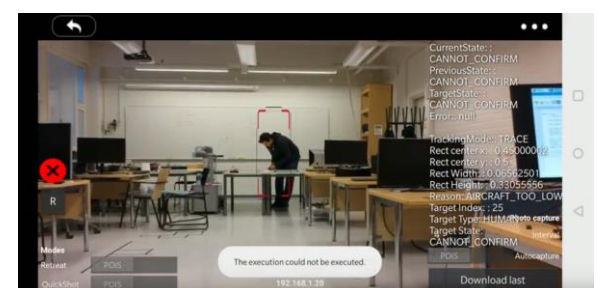 CurrentState: :
CANNOT_CONFIRM
PreviousState: :
CANNOT_CONFIRM
TargetState: :
CANNOT_CONFIRM
Error:: null
TrackingMode:: TRACE
Rect center x: : 0.45000002
Rect center y: : 0.5
Rect Width: : 0.06562501
Rect Height: : 0.33055556
Reason: AIRCRAFT_TOO_LOW
Target Index: : 25
Target Type: HUMAN
Photo capture
Target State:
Interval
CANNOT_CONFIRM
R
Modes
Retreat
POIS
POIS
Autocapture
The execution could not be executed.
QuickShot
POIS
192.168.1.20
Download last